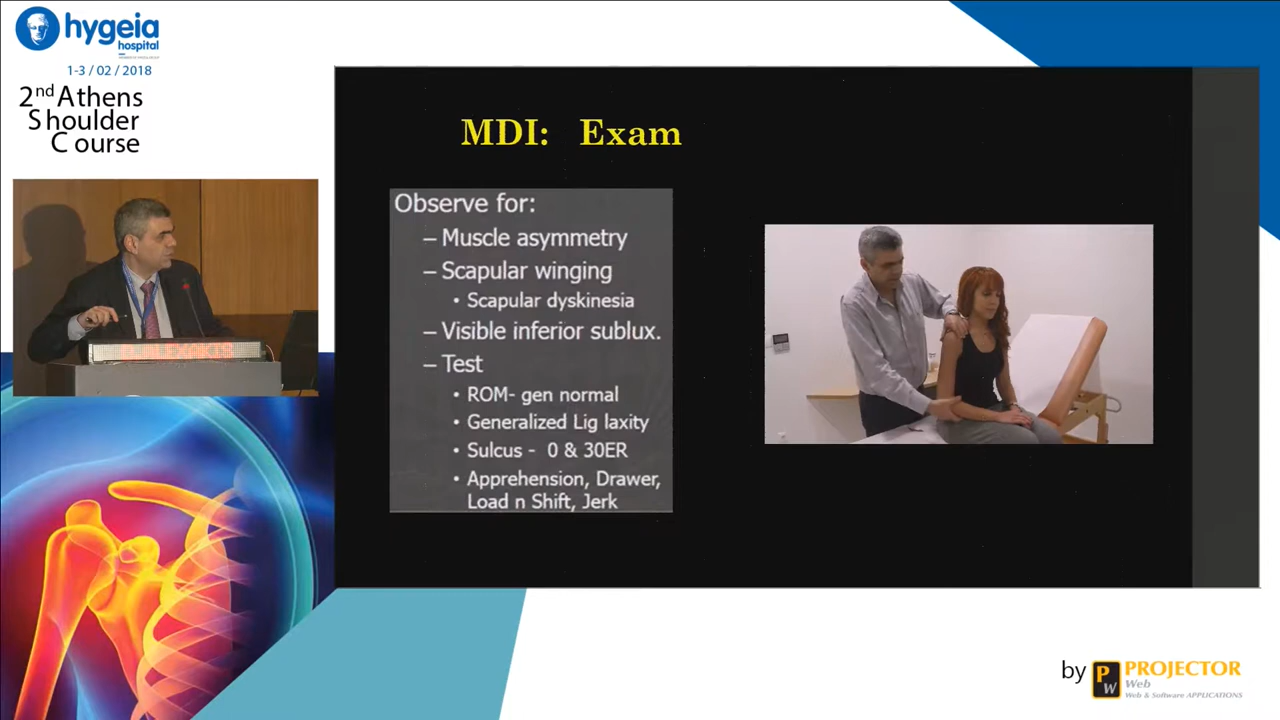 hygeia
hospital
1-3 / 02 / 2018
2nd Athens
Shoulder
Course
MDI: Exam
Observe for:
– Muscle asymmetry
– Scapular winging
• Scapular dyskinesia
– Visible inferior sublux.
– Test
• ROM- gen normal
• Generalized Lig laxity
• Sulcus - 0 & 30ER
• Apprehension, Drawer,
Load n Shift, Jerk
by PW PROJECTOR
Web
Web & Software APPLICATIONS